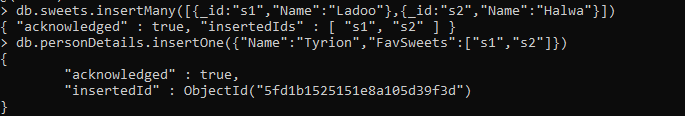 > db.sweets.insertMany([{_id:"s1","Name":"Ladoo"},{_id:"s2","Name":"Halwa"}])
{ "acknowledged" : true, "insertedIds" : [ "s1", "s2" ] }
> db.personDetails.insertOne({"Name":"Tyrion","FavSweets":["s1","s2"]})
{
        "acknowledged" : true,
        "insertedId" : ObjectId("5fd1b1525151e8a105d39f3d")
}